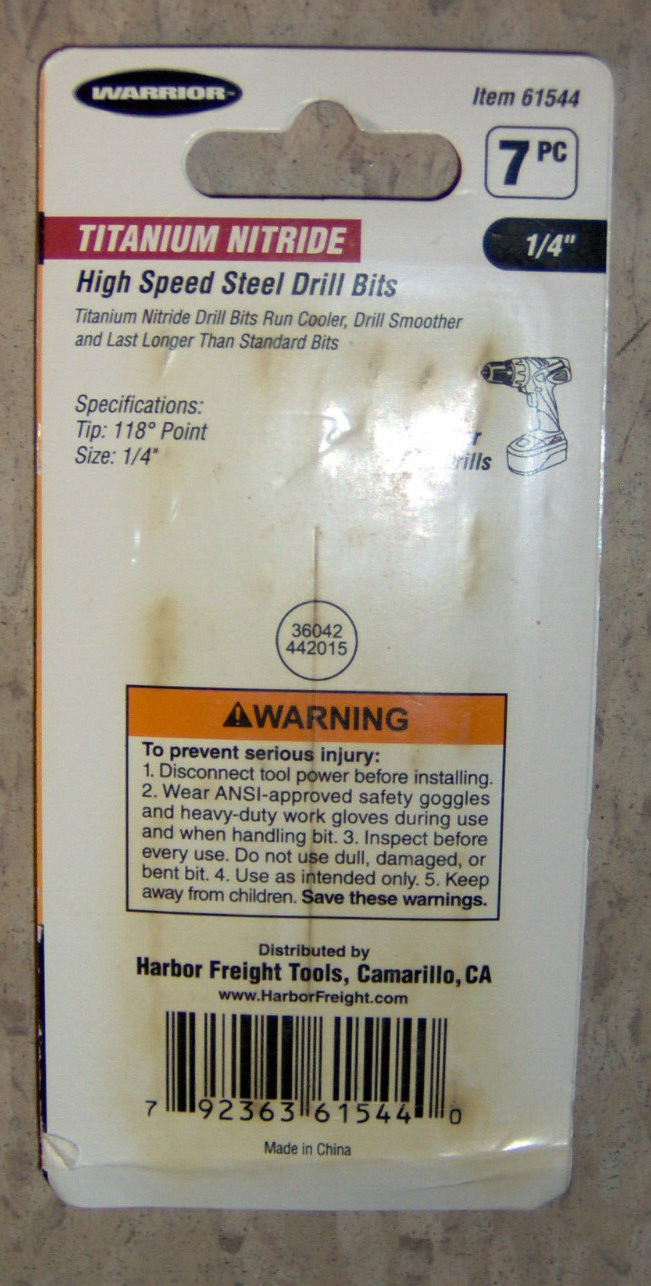 WARRIOR™
Item 61544
7 PC
TITANIUM NITRIDE
1/4"
High Speed Steel Drill Bits
Titanium Nitride Drill Bits Run Cooler, Drill Smoother
and Last Longer Than Standard Bits
Specifications:
Tip: 118° Point
Size: 1/4"
36042
442015
WARNING
To prevent serious injury:
1. Disconnect tool power before installing.
2. Wear ANSI-approved safety goggles
and heavy-duty work gloves during use
and when handling bit. 3. Inspect before
every use. Do not use dull, damaged, or
bent bit. 4. Use as intended only. 5. Keep
away from children. Save these warnings.
Distributed by
Harbor Freight Tools, Camarillo, CA
www.HarborFreight.com
7 92363 61544 0
Made in China